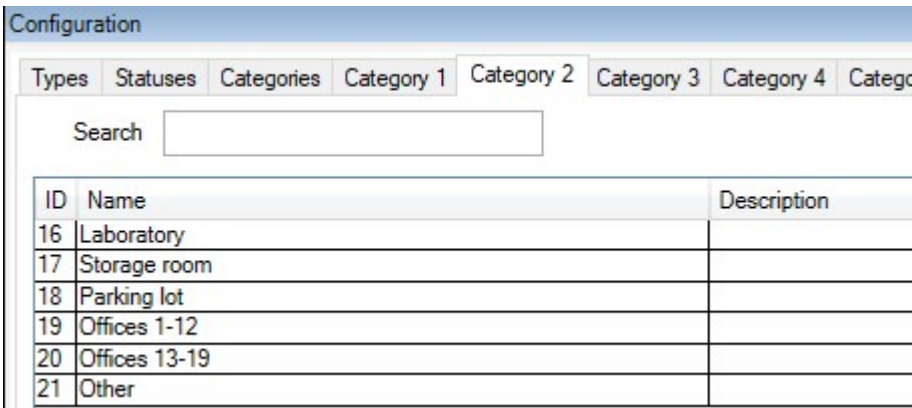 Configuration
Types Statuses Categories Category 1 Category 2 Category 3 Category 4
Search
ID Name Description
16 Laboratory
17 Storage room
18 Parking lot
19 Offices 1-12
20 Offices 13-19
21 Other